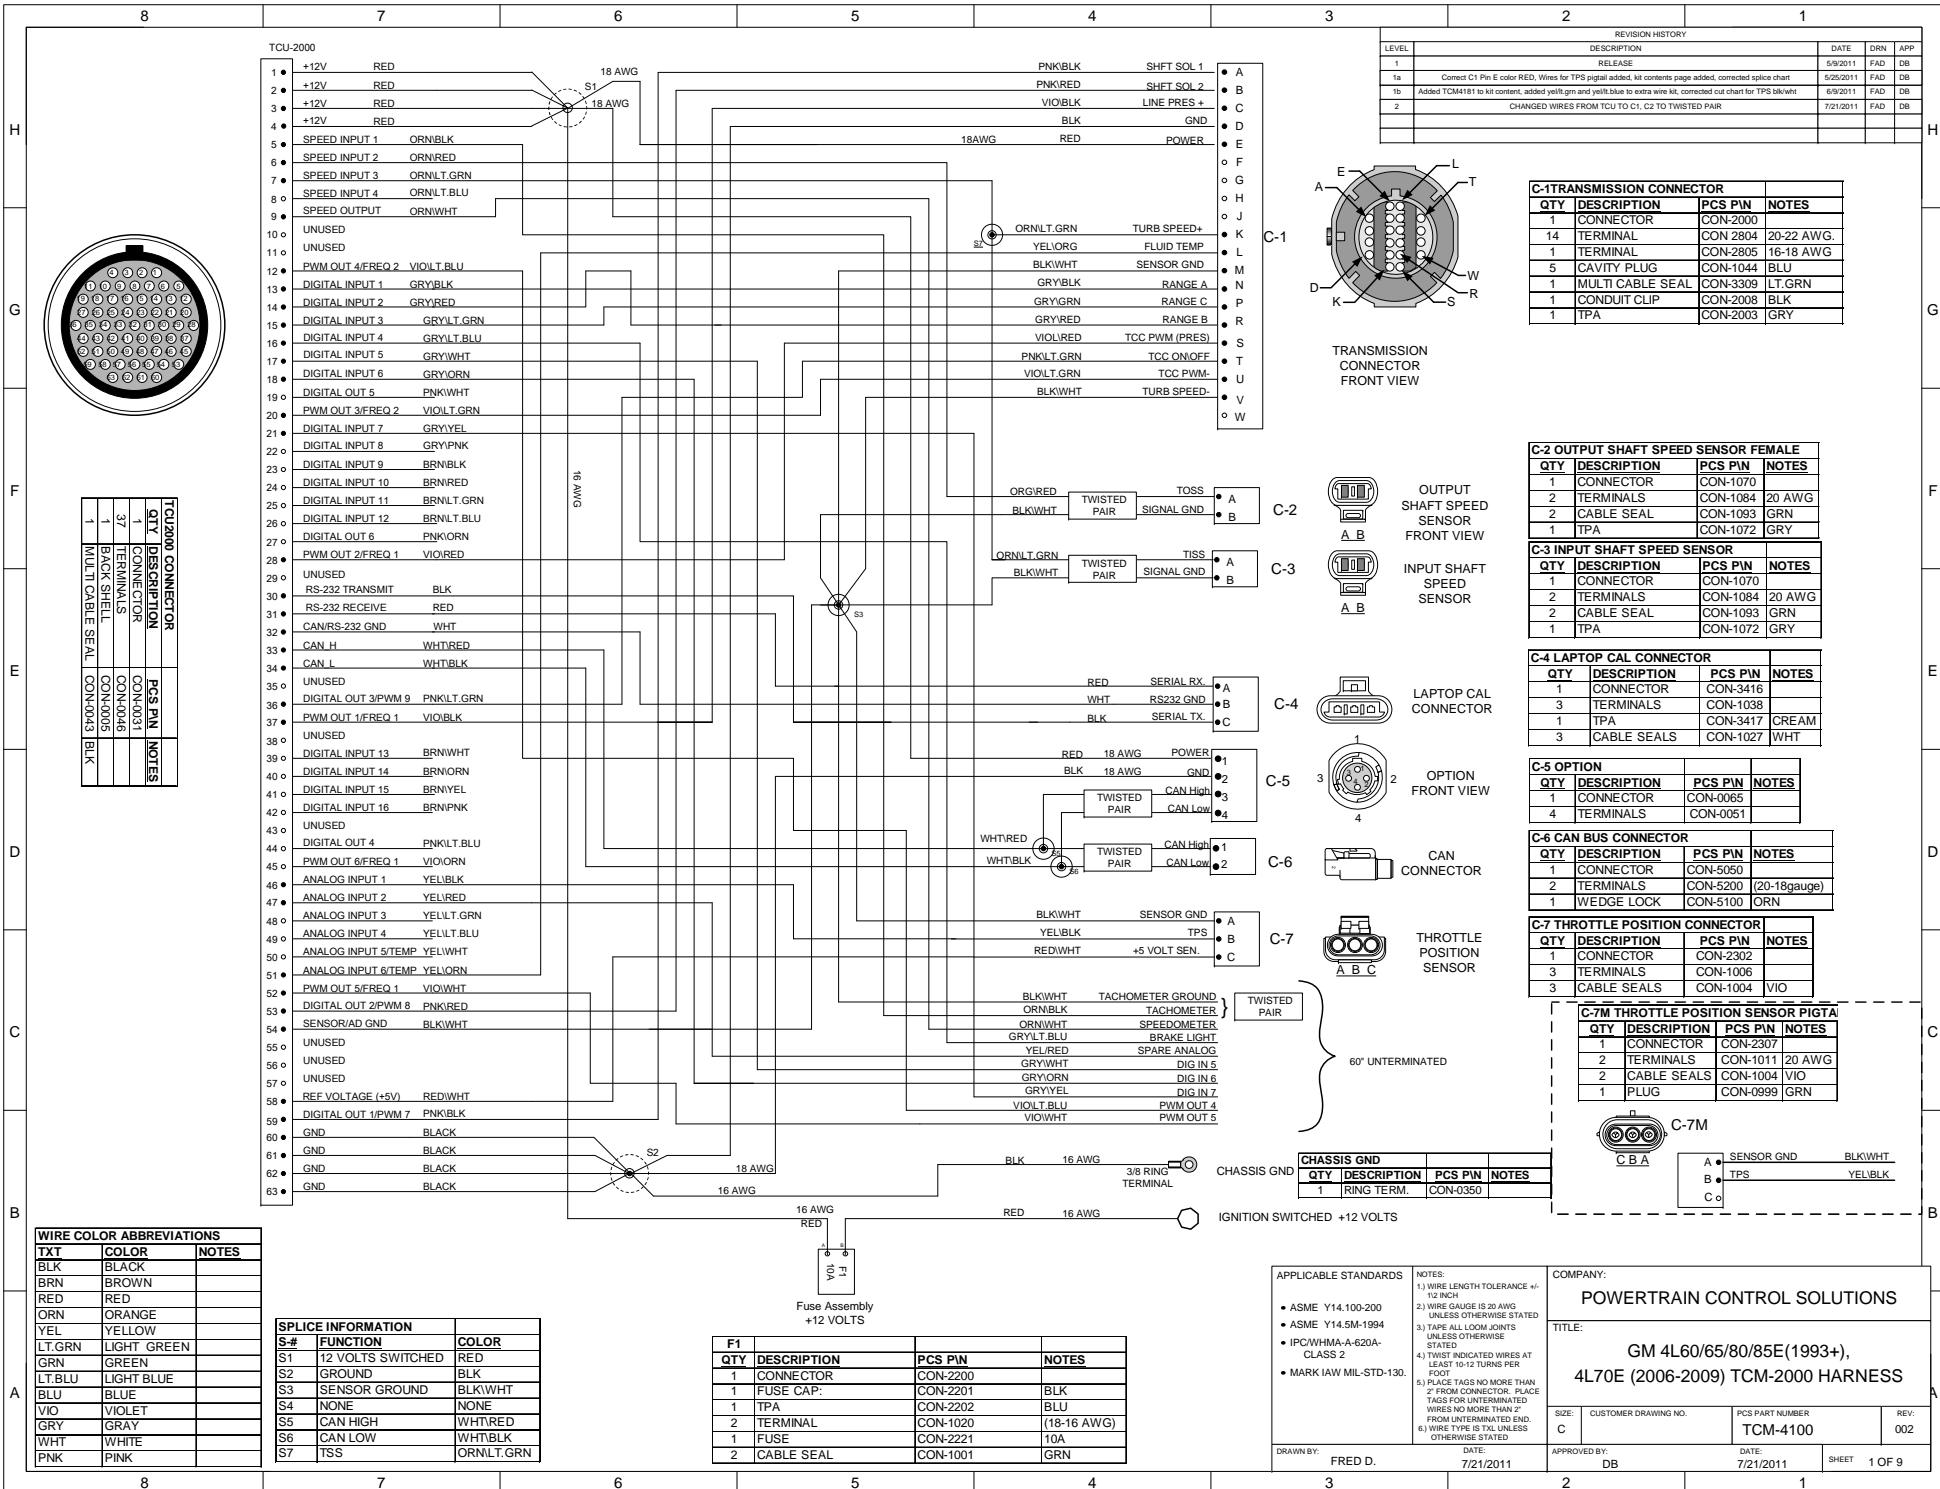 8 7 6 5 4 3 2 1
H G F E D C B A
TCU-2000
1 +12V RED
2 +12V RED
3 +12V RED
4 +12V RED
5 SPEED INPUT 1 ORN\BLK
6 SPEED INPUT 2 ORN\RED
7 SPEED INPUT 3 ORN\LT.GRN
8 SPEED INPUT 4 ORN\LT.BLU
9 SPEED OUTPUT ORN\WHT
10 UNUSED
11 UNUSED
12 PWM OUT 4/FREQ 2 VIO\LT.BLU
13 DIGITAL INPUT 1 GRY\BLK
14 DIGITAL INPUT 2 GRY\RED
15 DIGITAL INPUT 3 GRY\LT.GRN
16 DIGITAL INPUT 4 GRY\LT.BLU
17 DIGITAL INPUT 5 GRY\WHT
18 DIGITAL INPUT 6 GRY\ORN
19 DIGITAL OUT 5 PNK\WHT
20 PWM OUT 3/FREQ 2 VIO\LT.GRN
21 DIGITAL INPUT 7 GRY\YEL
22 DIGITAL INPUT 8 GRY\PNK
23 DIGITAL INPUT 9 BRN\BLK
24 DIGITAL INPUT 10 BRN\RED
25 DIGITAL INPUT 11 BRN\LT.GRN
26 DIGITAL INPUT 12 BRN\LT.BLU
27 DIGITAL OUT 6 PNK\ORN
28 PWM OUT 2/FREQ 1 VIO\RED
29 UNUSED
30 RS-232 TRANSMIT BLK
31 RS-232 RECEIVE RED
32 CAN/RS-232 GND WHT
33 CAN_H WHT\RED
34 CAN_L WHT\BLK
35 UNUSED
36 DIGITAL OUT 3/PWM 9 PNK\LT.GRN
37 PWM OUT 1/FREQ 1 VIO\BLK
38 UNUSED
39 DIGITAL INPUT 13 BRN\WHT
40 DIGITAL INPUT 14 BRN\ORN
41 DIGITAL INPUT 15 BRN\YEL
42 DIGITAL INPUT 16 BRN\PNK
43 UNUSED
44 DIGITAL OUT 4 PNK\LT.BLU
45 PWM OUT 6/FREQ 1 VIO\ORN
46 ANALOG INPUT 1 YEL\BLK
47 ANALOG INPUT 2 YEL\RED
48 ANALOG INPUT 3 YEL\LT.GRN
49 ANALOG INPUT 4 YEL\LT.BLU
50 ANALOG INPUT 5/TEMP YEL\WHT
51 ANALOG INPUT 6/TEMP YEL\ORN
52 PWM OUT 5/FREQ 1 VIO\WHT
53 DIGITAL OUT 2/PWM 8 PNK\RED
54 SENSOR/AD GND BLK\WHT
55 UNUSED
56 UNUSED
57 UNUSED
58 REF VOLTAGE (+5V) RED\WHT
59 DIGITAL OUT 1/PWM 7 PNK\BLK
60 GND BLACK
61 GND BLACK
62 GND BLACK
63 GND BLACK
18 AWG
S1
18 AWG
16 AWG
S2
18 AWG
16 AWG
S3
S7
S5
S6
PNK\BLK SHFT SOL 1 A
PNK\RED SHFT SOL 2 B
VIO\BLK LINE PRES + C
BLK GND D
18AWG RED POWER E
F
G
H
J
ORN\LT.GRN TURB SPEED+ K
YEL\ORG FLUID TEMP L
BLK\WHT SENSOR GND M
GRY\BLK RANGE A N
GRY\GRN RANGE C P
GRY\RED RANGE B R
VIOL\RED TCC PWM (PRES) S
PNK\LT.GRN TCC ON\OFF T
VIO\LT.GRN TCC PWM- U
BLK\WHT TURB SPEED- V
W
C-1
ORG\RED TWISTED PAIR TOSS A
BLK\WHT SIGNAL GND B
C-2
ORN\LT.GRN TWISTED PAIR TISS A
BLK\WHT SIGNAL GND B
C-3
RED SERIAL RX. A
WHT RS232 GND B
BLK SERIAL TX. C
C-4
RED 18 AWG POWER 1
BLK 18 AWG GND 2
TWISTED PAIR CAN High 3
CAN Low 4
C-5
WHT\RED TWISTED PAIR CAN High 1
WHT\BLK CAN Low 2
C-6
BLK\WHT SENSOR GND A
YEL\BLK TPS B
RED\WHT +5 VOLT SEN. C
C-7
BLK\WHT TACHOMETER GROUND
ORN\BLK TACHOMETER
TWISTED PAIR
ORN\WHT SPEEDOMETER
GRY\LT.BLU BRAKE LIGHT
YEL/RED SPARE ANALOG
GRY\WHT DIG IN 5
GRY\ORN DIG IN 6
GRY\YEL DIG IN 7
VIO\LT.BLU PWM OUT 4
VIO\WHT PWM OUT 5
60" UNTERMINATED
BLK 16 AWG
3/8 RING TERMINAL
CHASSIS GND
RED 16 AWG
IGNITION SWITCHED +12 VOLTS
16 AWG
RED
A B
F1
10A
Fuse Assembly
+12 VOLTS
E L
A T
D W
K S R
TRANSMISSION
CONNECTOR
FRONT VIEW
OUTPUT
SHAFT SPEED
SENSOR
FRONT VIEW
A B
INPUT SHAFT
SPEED
SENSOR
A B
LAPTOP CAL
CONNECTOR
1
3 2
4
OPTION
FRONT VIEW
CAN
CONNECTOR
A B C
THROTTLE
POSITION
SENSOR
REVISION HISTORY
LEVEL DESCRIPTION DATE DRN APP
1 RELEASE 5/9/2011 FAD DB
1a Correct C1 Pin E color RED, Wires for TPS pigtail added, kit contents page added, corrected splice chart 5/25/2011 FAD DB
1b Added TCM4181 to kit content, added yel/lt.grn and yel/lt.blue to extra wire kit, corrected cut chart for TPS blk/wht 6/9/2011 FAD DB
2 CHANGED WIRES FROM TCU TO C1, C2 TO TWISTED PAIR 7/21/2011 FAD DB
C-1TRANSMISSION CONNECTOR
QTY DESCRIPTION PCS P\N NOTES
1 CONNECTOR CON-2000
14 TERMINAL CON 2804 20-22 AWG.
1 TERMINAL CON-2805 16-18 AWG
5 CAVITY PLUG CON-1044 BLU
1 MULTI CABLE SEAL CON-3309 LT.GRN
1 CONDUIT CLIP CON-2008 BLK
1 TPA CON-2003 GRY
C-2 OUTPUT SHAFT SPEED SENSOR FEMALE
QTY DESCRIPTION PCS P\N NOTES
1 CONNECTOR CON-1070
2 TERMINALS CON-1084 20 AWG
2 CABLE SEAL CON-1093 GRN
1 TPA CON-1072 GRY
C-3 INPUT SHAFT SPEED SENSOR
QTY DESCRIPTION PCS P\N NOTES
1 CONNECTOR CON-1070
2 TERMINALS CON-1084 20 AWG
2 CABLE SEAL CON-1093 GRN
1 TPA CON-1072 GRY
C-4 LAPTOP CAL CONNECTOR
QTY DESCRIPTION PCS P\N NOTES
1 CONNECTOR CON-3416
3 TERMINALS CON-1038
1 TPA CON-3417 CREAM
3 CABLE SEALS CON-1027 WHT
C-5 OPTION
QTY DESCRIPTION PCS P\N NOTES
1 CONNECTOR CON-0065
4 TERMINALS CON-0051
C-6 CAN BUS CONNECTOR
QTY DESCRIPTION PCS P\N NOTES
1 CONNECTOR CON-5050
2 TERMINALS CON-5200 (20-18gauge)
1 WEDGE LOCK CON-5100 ORN
C-7 THROTTLE POSITION CONNECTOR
QTY DESCRIPTION PCS P\N NOTES
1 CONNECTOR CON-2302
3 TERMINALS CON-1006
3 CABLE SEALS CON-1004 VIO
C-7M THROTTLE POSITION SENSOR PIGTA
QTY DESCRIPTION PCS P\N NOTES
1 CONNECTOR CON-2307
2 TERMINALS CON-1011 20 AWG
2 CABLE SEALS CON-1004 VIO
1 PLUG CON-0999 GRN
C-7M
C B A
A SENSOR GND BLK\WHT
B TPS YEL\BLK
C
CHASSIS GND
QTY DESCRIPTION PCS P\N NOTES
1 RING TERM. CON-0350
TCU2000 CONNECTOR
QTY DESCRIPTION PCS P\N NOTES
1 CONNECTOR CON-0031
37 TERMINALS CON-0046
1 BACK SHELL CON-0005
1 MULTI CABLE SEAL CON-0043 BLK
WIRE COLOR ABBREVIATIONS
TXT COLOR NOTES
BLK BLACK
BRN BROWN
RED RED
ORN ORANGE
YEL YELLOW
LT.GRN LIGHT GREEN
GRN GREEN
LT.BLU LIGHT BLUE
BLU BLUE
VIO VIOLET
GRY GRAY
WHT WHITE
PNK PINK
SPLICE INFORMATION
S-# FUNCTION COLOR
S1 12 VOLTS SWITCHED RED
S2 GROUND BLK
S3 SENSOR GROUND BLK\WHT
S4 NONE NONE
S5 CAN HIGH WHT\RED
S6 CAN LOW WHT\BLK
S7 TSS ORN\LT.GRN
F1
QTY DESCRIPTION PCS P\N NOTES
1 CONNECTOR CON-2200
1 FUSE CAP: CON-2201 BLK
1 TPA CON-2202 BLU
2 TERMINAL CON-1020 (18-16 AWG)
1 FUSE CON-2221 10A
2 CABLE SEAL CON-1001 GRN
APPLICABLE STANDARDS
• ASME Y14.100-200
• ASME Y14.5M-1994
• IPC/WHMA-A-620A-
CLASS 2
• MARK IAW MIL-STD-130.
NOTES:
1.) WIRE LENGTH TOLERANCE +/-
1\2 INCH
2.) WIRE GAUGE IS 20 AWG
UNLESS OTHERWISE STATED
3.) TAPE ALL LOOM JOINTS
UNLESS OTHERWISE
STATED
4.) TWIST INDICATED WIRES AT
LEAST 10-12 TURNS PER
FOOT
5.) PLACE TAGS NO MORE THAN
2" FROM CONNECTOR. PLACE
TAGS FOR UNTERMINATED
WIRES NO MORE THAN 2"
FROM UNTERMINATED END.
6.) WIRE TYPE IS TXL UNLESS
OTHERWISE STATED
COMPANY:
POWERTRAIN CONTROL SOLUTIONS
TITLE:
GM 4L60/65/80/85E(1993+),
4L70E (2006-2009) TCM-2000 HARNESS
SIZE: C
CUSTOMER DRAWING NO.
PCS PART NUMBER
TCM-4100
REV:
002
DRAWN BY: FRED D.
DATE: 7/21/2011
APPROVED BY: DB
DATE: 7/21/2011
SHEET 1 OF 9
8 7 6 5 4 3 2 1